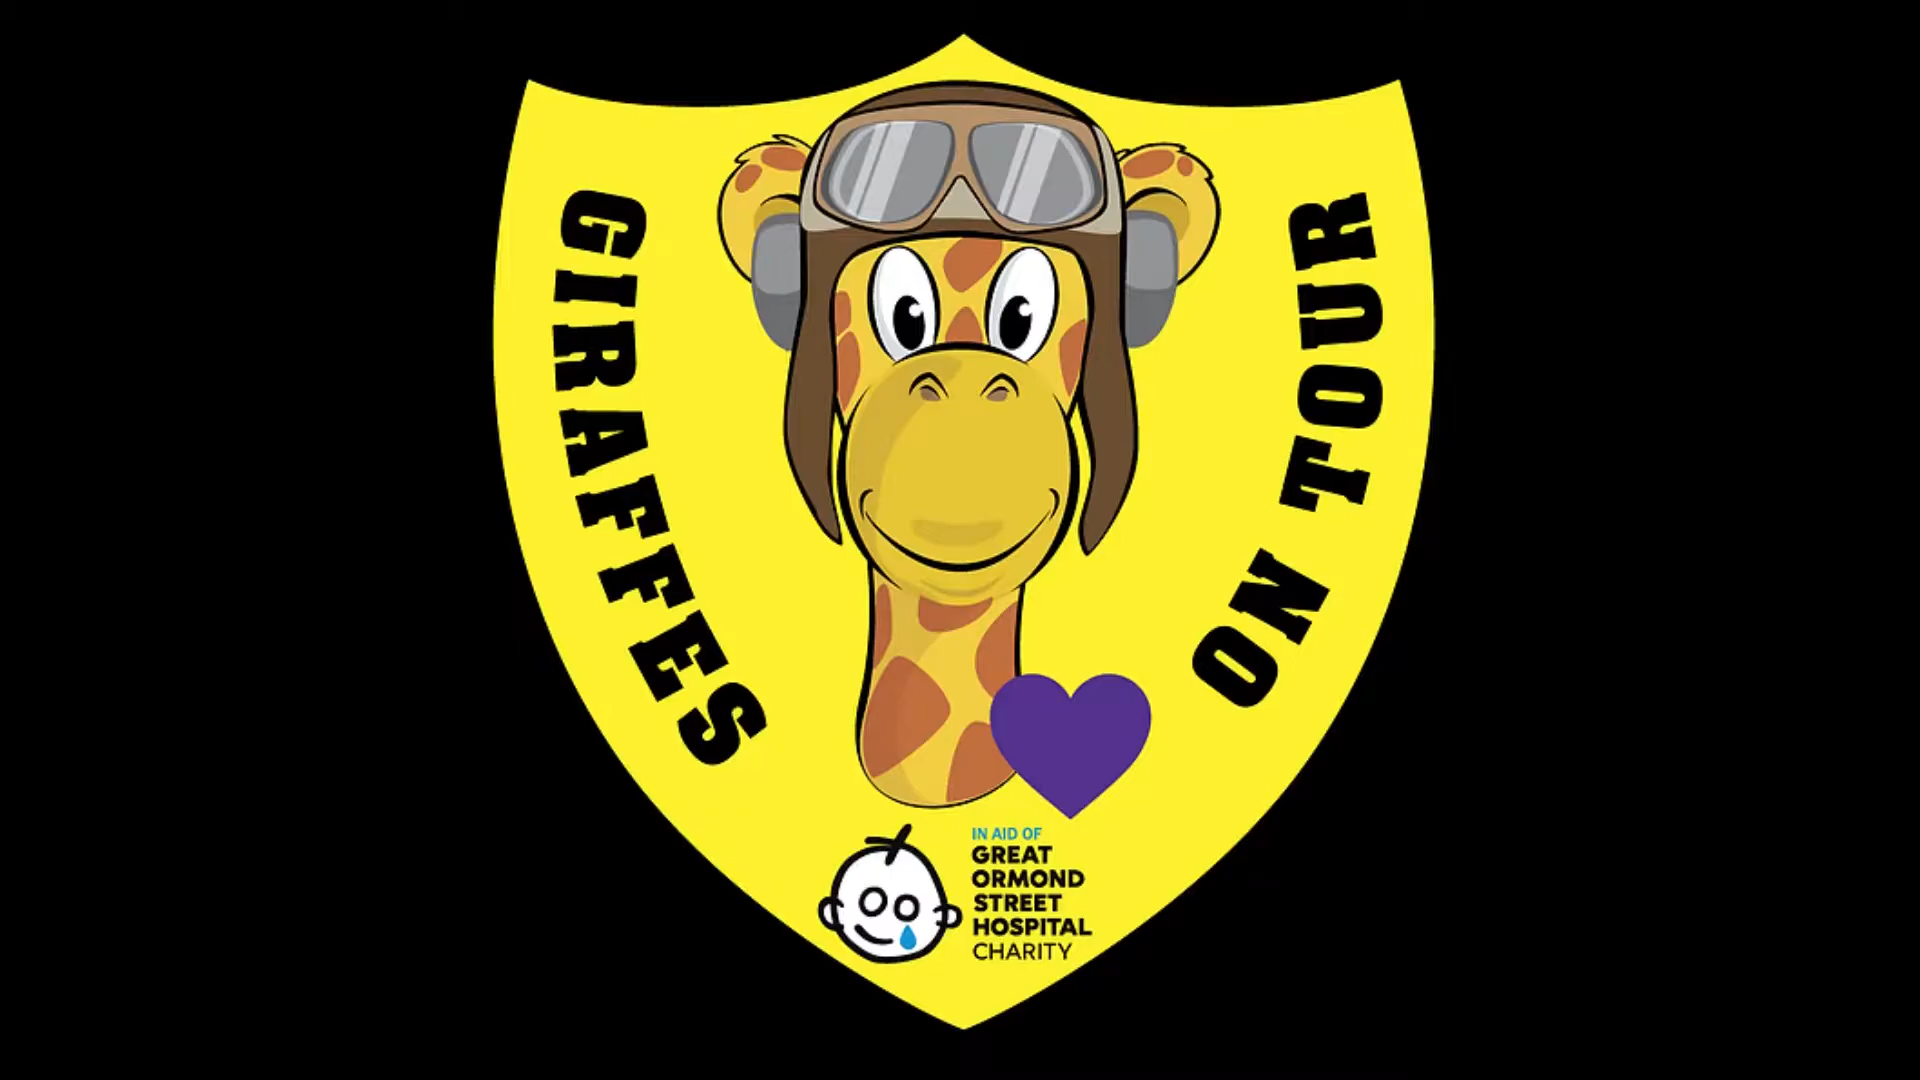 GIRAFFES
ON TOUR
IN AID OF
GREAT
ORMOND
STREET
HOSPITAL
CHARITY